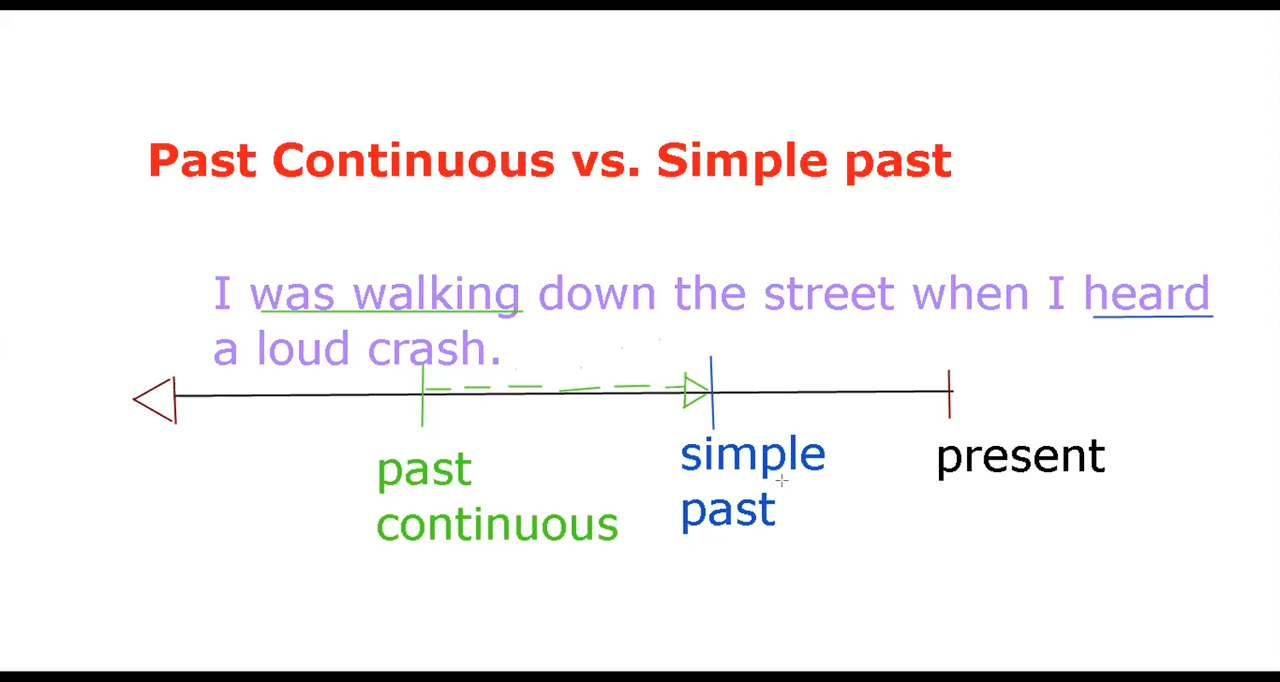 Past Continuous vs. Simple past
I was walking down the street when I heard
a loud crash.
past
continuous
simple
past
present